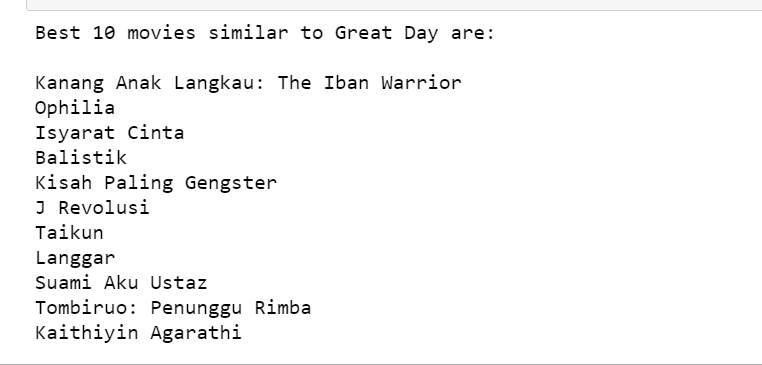 Best 10 movies similar to Great Day are:
Kanang Anak Langkau: The Iban Warrior
Ophilia
Isyarat Cinta
Balistik
Kisah Paling Gengster
J Revolusi
Taikun
Langgar
Suami Aku Ustaz
Tombiruo: Penunggu Rimba
Kaithiyin Agarathi